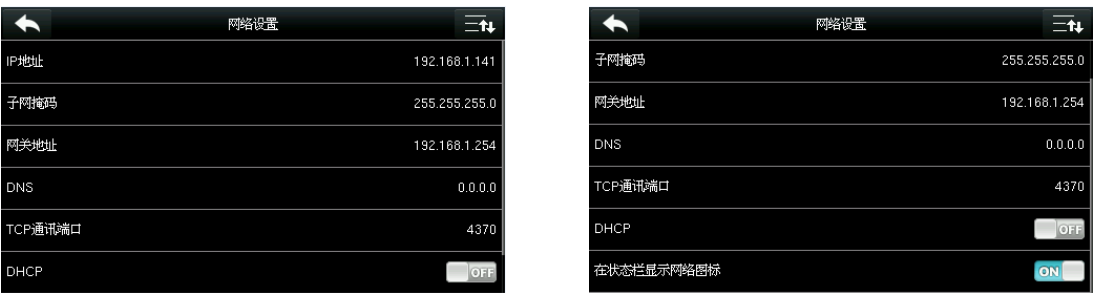 网络设置
IP地址 192.168.1.141
子网掩码 255.255.255.0
网关地址 192.168.1.254
DNS 0.0.0.0
TCP通讯端口 4370
DHCP OFF
网络设置
子网掩码 255.255.255.0
网关地址 192.168.1.254
DNS 0.0.0.0
TCP通讯端口 4370
DHCP OFF
在状态栏显示网络图标 ON